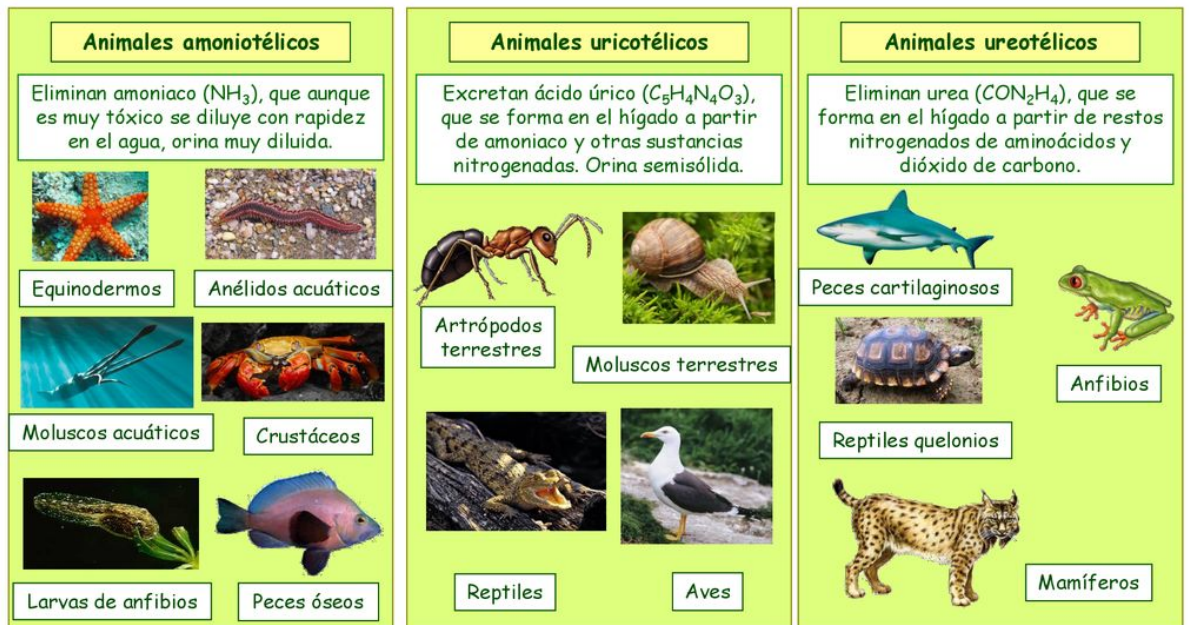 Animales amoniotélicos
Eliminan amoniaco (NH₃), que aunque
es muy tóxico se diluye con rapidez
en el agua, orina muy diluida.
Equinodermos
Anélidos acuáticos
Moluscos acuáticos
Crustáceos
Larvas de anfibios
Peces óseos
Animales uricotélicos
Excretan ácido úrico (C₅H₄N₄O₃),
que se forma en el hígado a partir
de amoniaco y otras sustancias
nitrogenadas. Orina semisólida.
Artrópodos
terrestres
Moluscos terrestres
Reptiles
Aves
Animales ureotélicos
Eliminan urea (CON₂H₄), que se
forma en el hígado a partir de restos
nitrogenados de aminoácidos y
dióxido de carbono.
Peces cartilaginosos
Anfibios
Reptiles quelonios
Mamíferos